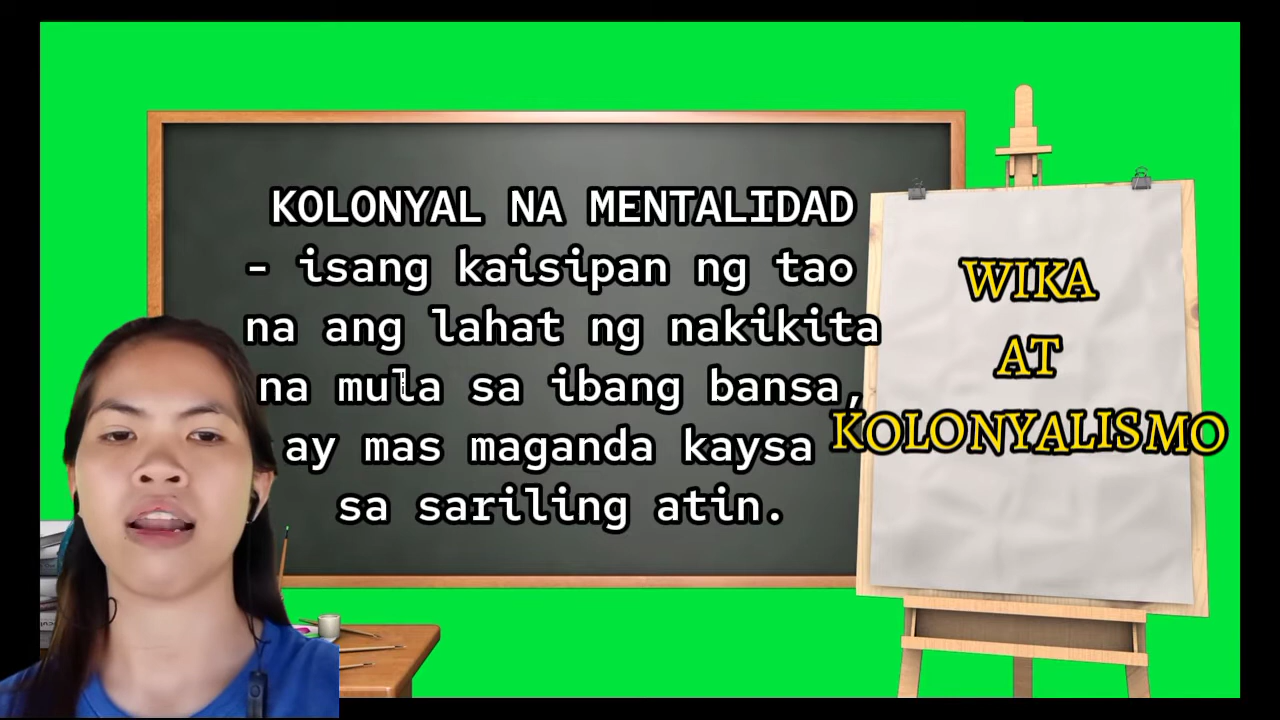 KOLONYAL NA MENTALIDAD
- isang kaisipan ng tao
na ang lahat ng nakikita
na mula sa ibang bansa,
ay mas maganda kaysa
sa sariling atin.
WIKA
AT
KOLONYALISMO